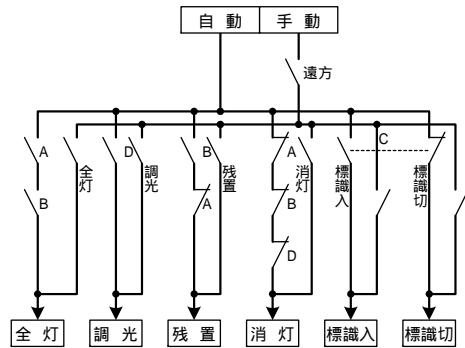 自動 手動
遠方
A 全灯 D 調光 B 残置 A 消灯 標識入 C 標識切
B A B
D
全灯 調光 残置 消灯 標識入 標識切